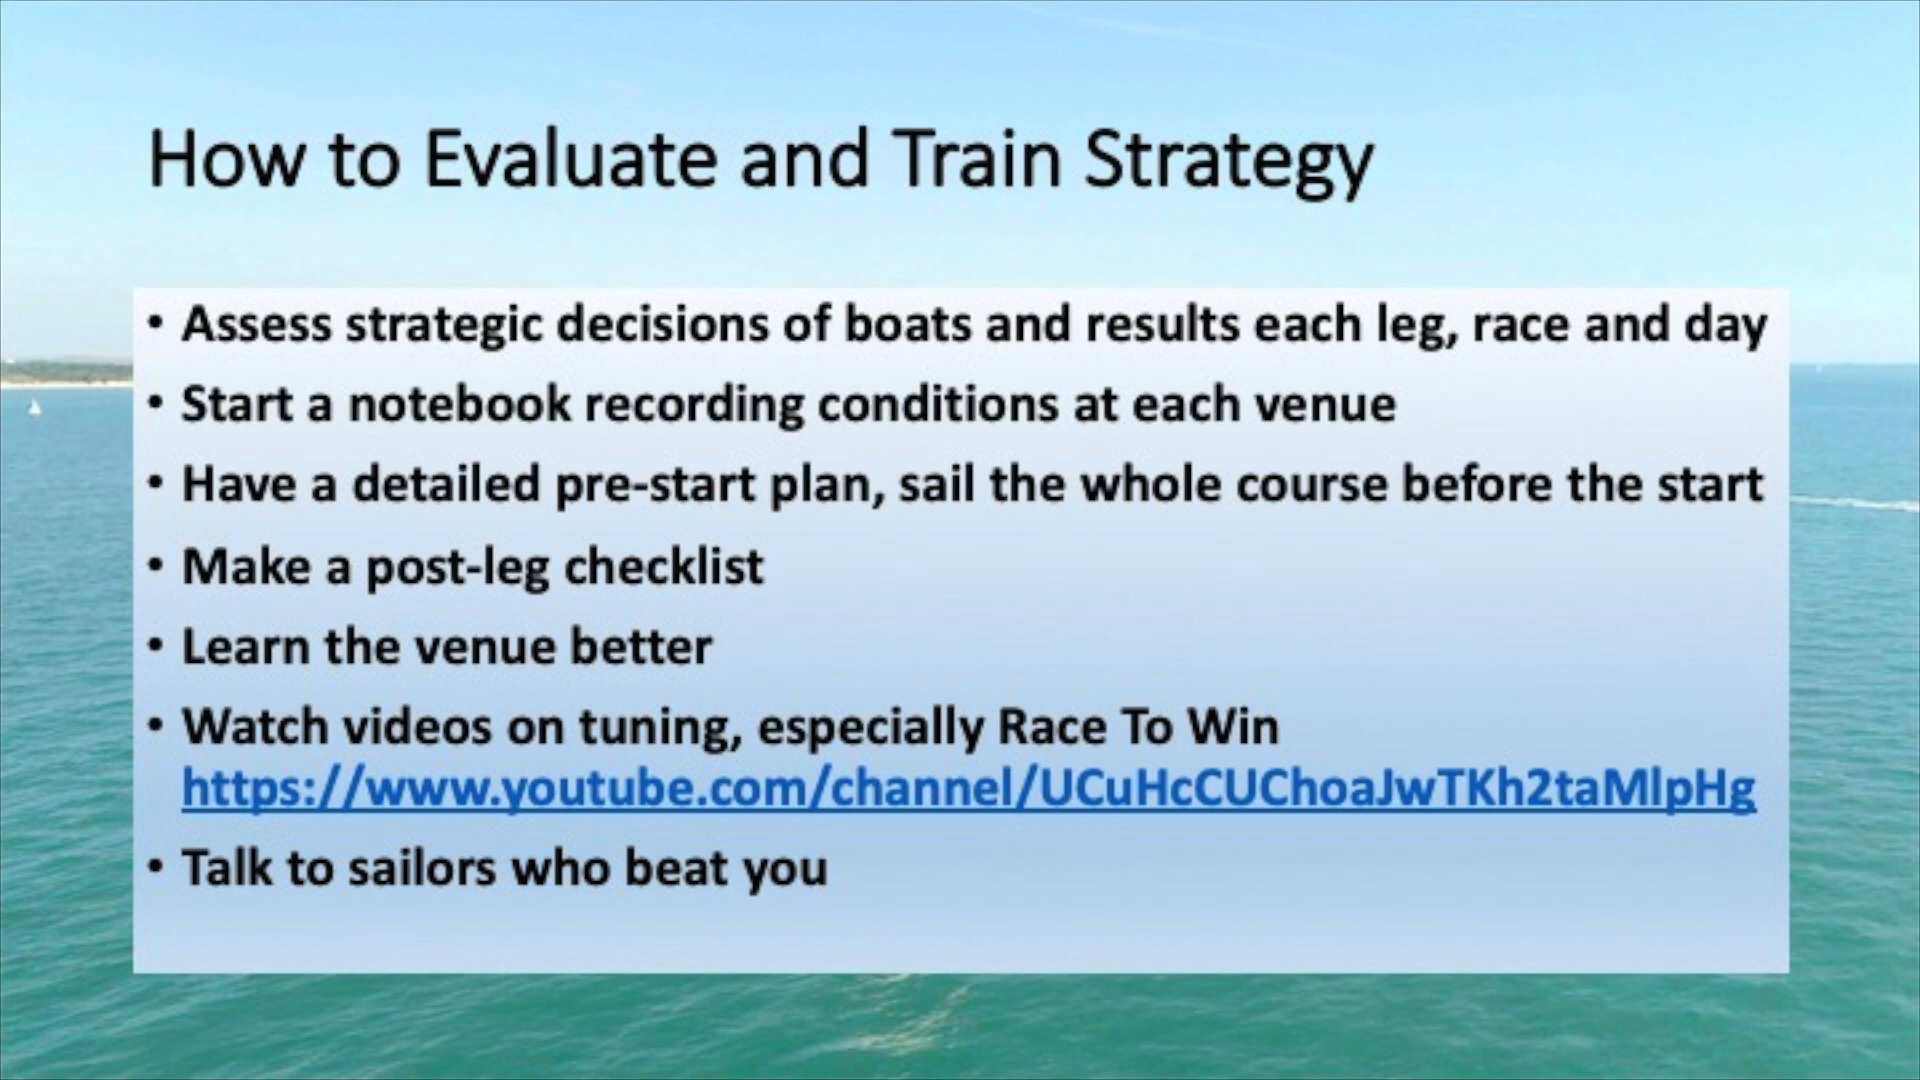 How to Evaluate and Train Strategy
• Assess strategic decisions of boats and results each leg, race and day
• Start a notebook recording conditions at each venue
• Have a detailed pre-start plan, sail the whole course before the start
• Make a post-leg checklist
• Learn the venue better
• Watch videos on tuning, especially Race To Win
https://www.youtube.com/channel/UCuHcCUChoaJwTKh2taMlpHg
• Talk to sailors who beat you